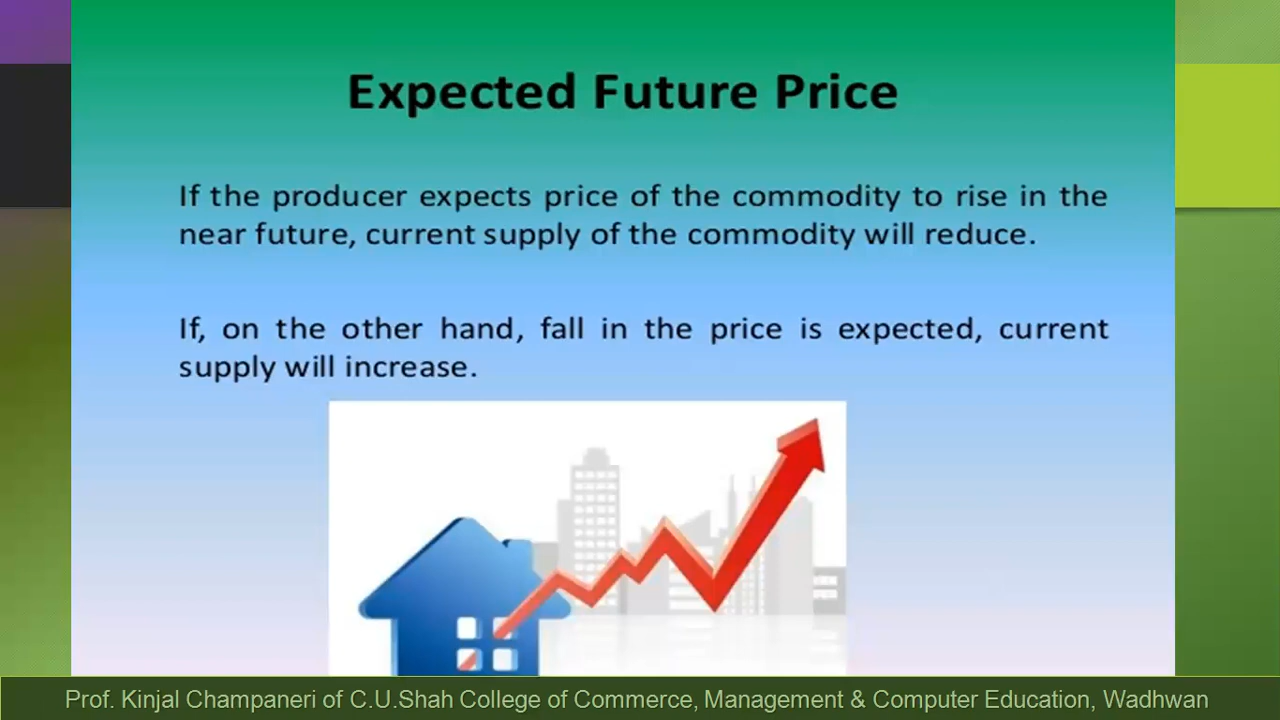 Expected Future Price
If the producer expects price of the commodity to rise in the
near future, current supply of the commodity will reduce.
If, on the other hand, fall in the price is expected, current
supply will increase.
Prof. Kinjal Champaneri of C.U.Shah College of Commerce, Management & Computer Education, Wadhwan